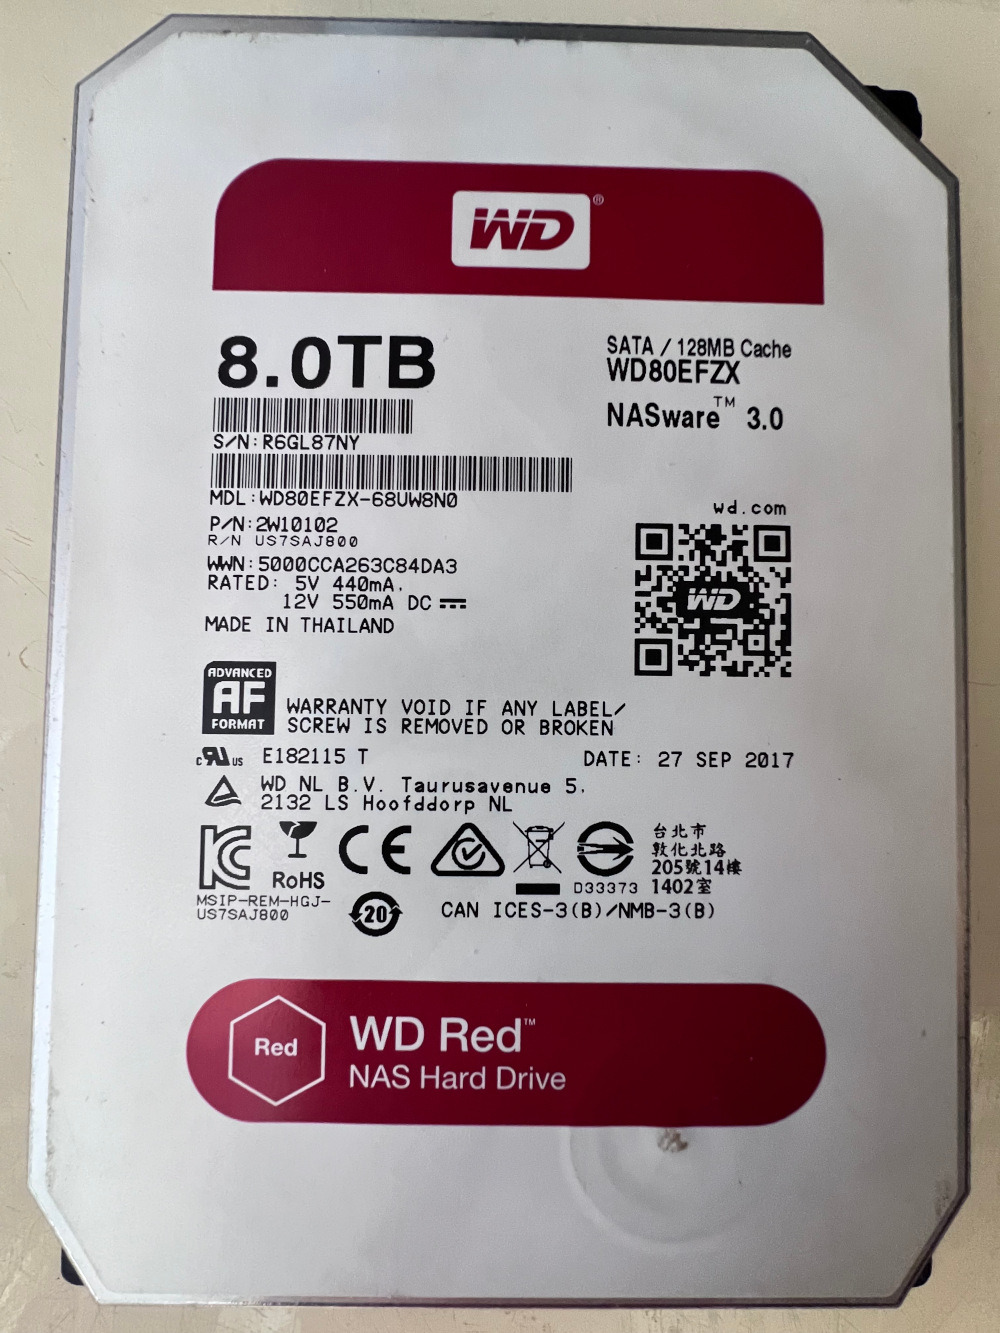 WD®
8.0TB
SATA / 128MB Cache
WD80EFZX
NASware™ 3.0
S/N: R6GL87NY
MDL: WD80EFZX-68UW8N0
P/N: 2W10102
R/N US7SAJ800
WWN: 5000CCA263C84DA3
RATED: 5V 440mA,
12V 550mA DC
MADE IN THAILAND
wd.com
WD
ADVANCED
AF
FORMAT
WARRANTY VOID IF ANY LABEL/
SCREW IS REMOVED OR BROKEN
c RU US E182115 T
DATE: 27 SEP 2017
WD NL B.V. Taurusavenue 5,
2132 LS Hoofddorp NL
RoHS
CE
D33373
台北市
敦化北路
205號14樓
1402室
MSIP-REM-HGJ-
US7SAJ800
20
CAN ICES-3(B)/NMB-3(B)
Red
WD Red™
NAS Hard Drive